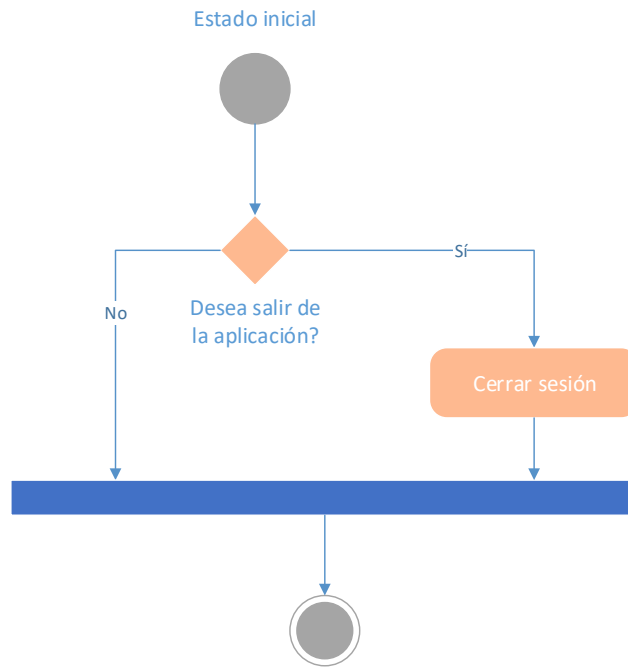 Estado inicial
Sí
No
Desea salir de
la aplicación?
Cerrar sesión